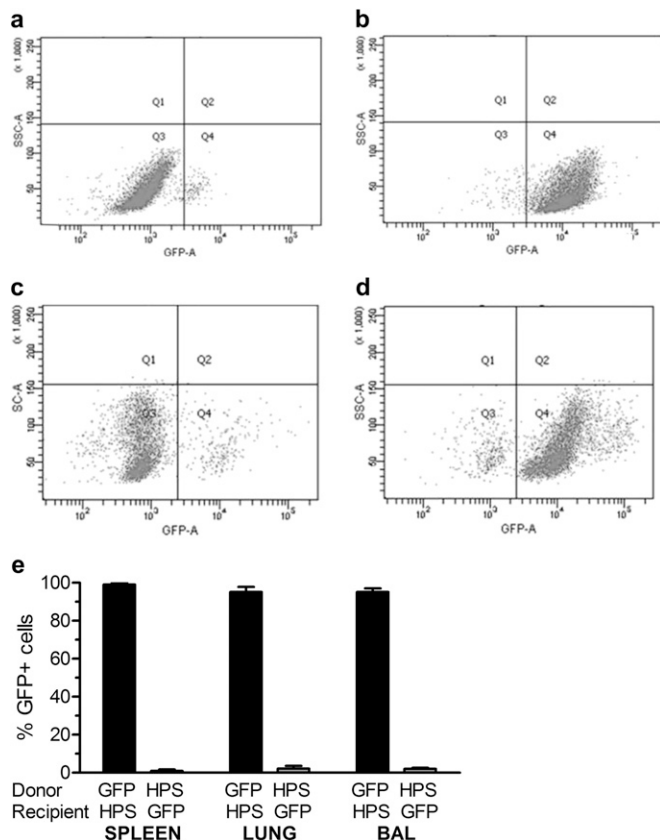 a
b
(x 1,000)
250
200
150
100
50
SSC-A
Q1
Q2
Q3
Q4
10²
10³
10⁴
10⁵
GFP-A
(x 1,000)
250
200
150
100
50
SSC-A
Q1
Q2
Q3
Q4
10²
10³
10⁴
10⁵
GFP-A
c
d
(x 1,000)
250
200
150
100
50
SC-A
Q1
Q2
Q3
Q4
10²
10³
10⁴
10⁵
GFP-A
(x 1,000)
250
200
150
100
50
SSC-A
Q1
Q2
Q3
Q4
10²
10³
10⁴
10⁵
GFP-A
e
% GFP+ cells
100
80
60
40
20
0
Donor GFP HPS GFP HPS GFP HPS
Recipient HPS GFP HPS GFP HPS GFP
SPLEEN LUNG BAL